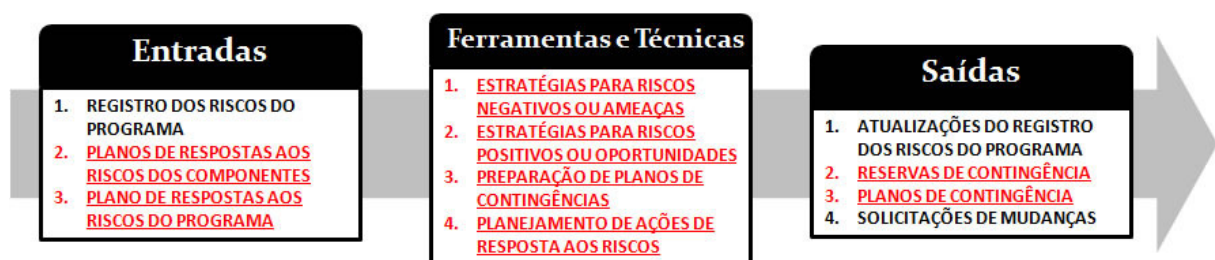 Entradas
1. REGISTRO DOS RISCOS DO
PROGRAMA
2. PLANOS DE RESPOSTAS AOS
RISCOS DOS COMPONENTES
3. PLANO DE RESPOSTAS AOS
RISCOS DO PROGRAMA
Ferramentas e Técnicas
1. ESTRATÉGIAS PARA RISCOS
NEGATIVOS OU AMEAÇAS
2. ESTRATÉGIAS PARA RISCOS
POSITIVOS OU OPORTUNIDADES
3. PREPARAÇÃO DE PLANOS DE
CONTINGÊNCIAS
4. PLANEJAMENTO DE AÇÕES DE
RESPOSTA AOS RISCOS
Saídas
1. ATUALIZAÇÕES DO REGISTRO
DOS RISCOS DO PROGRAMA
2. RESERVAS DE CONTINGÊNCIA
3. PLANOS DE CONTINGÊNCIA
4. SOLICITAÇÕES DE MUDANÇAS